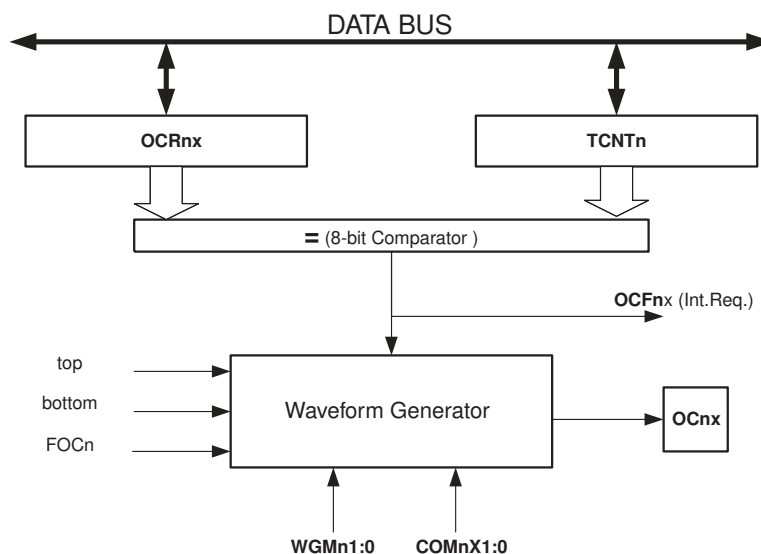 DATA BUS
OCRnx
TCNTn
= (8-bit Comparator )
OCFnx (Int.Req.)
top
bottom
FOCn
Waveform Generator
OCnx
WGMn1:0
COMnX1:0